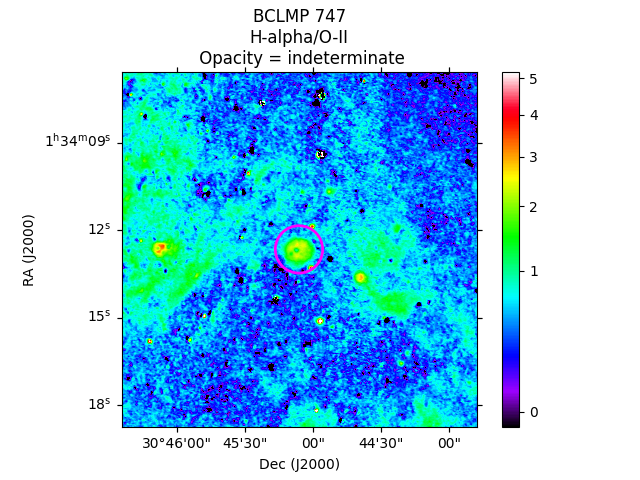 BCLMP 747
H-alpha/O-II
Opacity = indeterminate
1h34m09s
12s
15s
18s
RA (J2000)
30°46'00" 45'30" 00" 44'30" 00"
Dec (J2000)
5
4
3
2
1
0